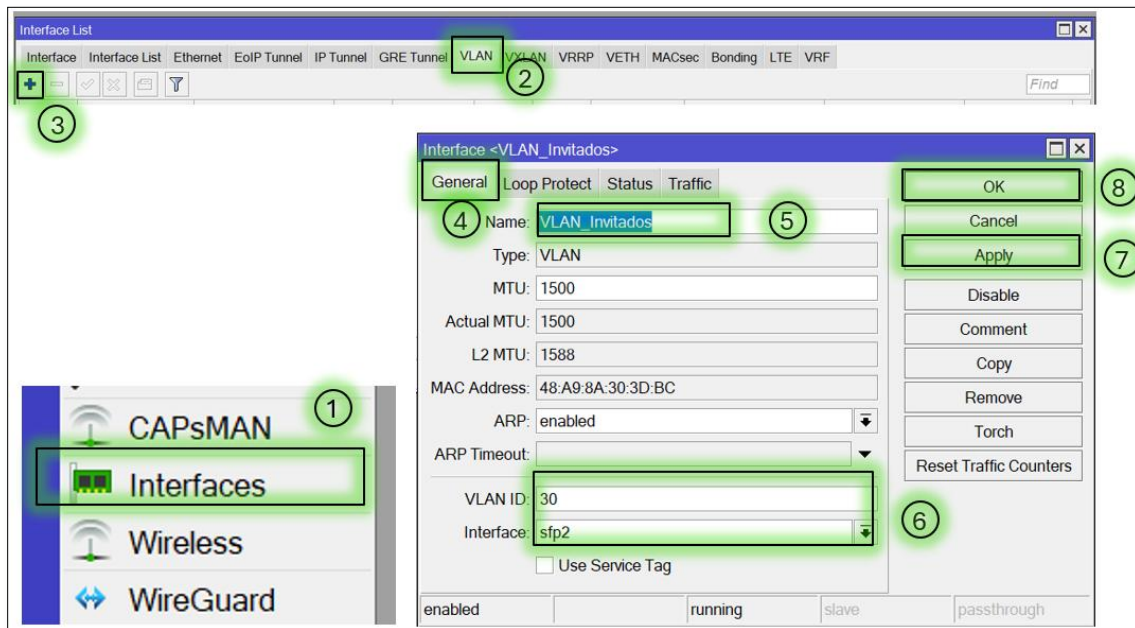 Interface List
Interface Interface List Ethernet EoIP Tunnel IP Tunnel GRE Tunnel VLAN VXLAN VRRP VETH MACsec Bonding LTE VRF
2
Find
3
Interface <VLAN_Invitados>
General Loop Protect Status Traffic
4
Name: VLAN_Invitados
5
Type: VLAN
MTU: 1500
Actual MTU: 1500
L2 MTU: 1588
MAC Address: 48:A9:8A:30:3D:BC
ARP: enabled
ARP Timeout:
VLAN ID: 30
Interface: sfp2
6
Use Service Tag
enabled running slave passthrough
OK
8
Cancel
Apply
7
Disable
Comment
Copy
Remove
Torch
Reset Traffic Counters
1
CAPsMAN
Interfaces
Wireless
WireGuard